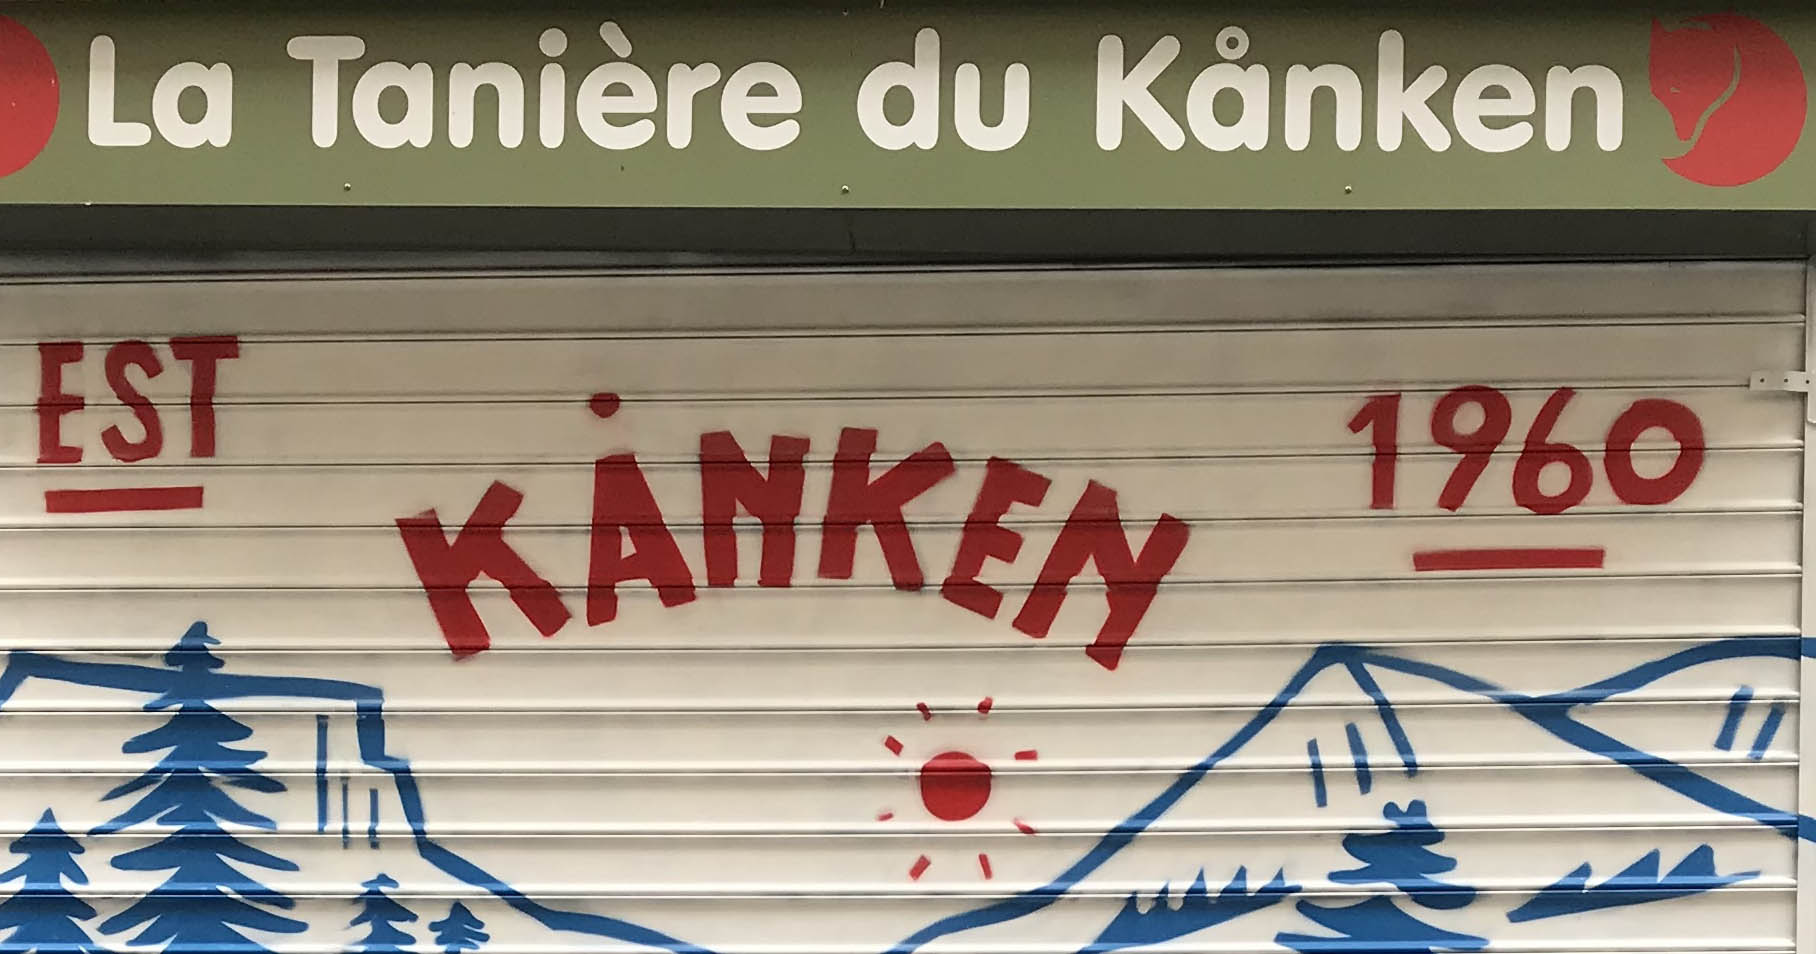 La Tanière du Kånken
EST
KÅNKEN
1960